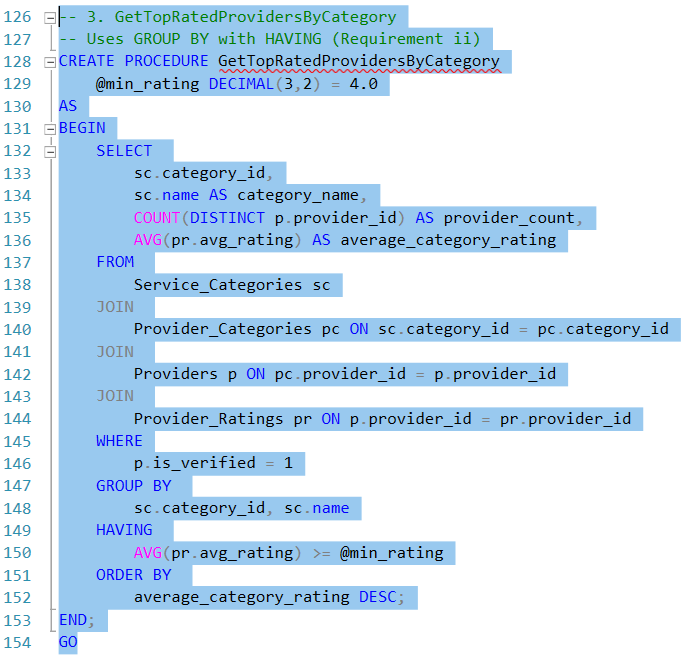 126 -- 3. GetTopRatedProvidersByCategory
127 -- Uses GROUP BY with HAVING (Requirement ii)
128 CREATE PROCEDURE GetTopRatedProvidersByCategory
129     @min_rating DECIMAL(3,2) = 4.0
130 AS
131 BEGIN
132     SELECT
133         sc.category_id,
134         sc.name AS category_name,
135         COUNT(DISTINCT p.provider_id) AS provider_count,
136         AVG(pr.avg_rating) AS average_category_rating
137     FROM
138         Service_Categories sc
139     JOIN
140         Provider_Categories pc ON sc.category_id = pc.category_id
141     JOIN
142         Providers p ON pc.provider_id = p.provider_id
143     JOIN
144         Provider_Ratings pr ON p.provider_id = pr.provider_id
145     WHERE
146         p.is_verified = 1
147     GROUP BY
148         sc.category_id, sc.name
149     HAVING
150         AVG(pr.avg_rating) >= @min_rating
151     ORDER BY
152         average_category_rating DESC;
153 END;
154 GO